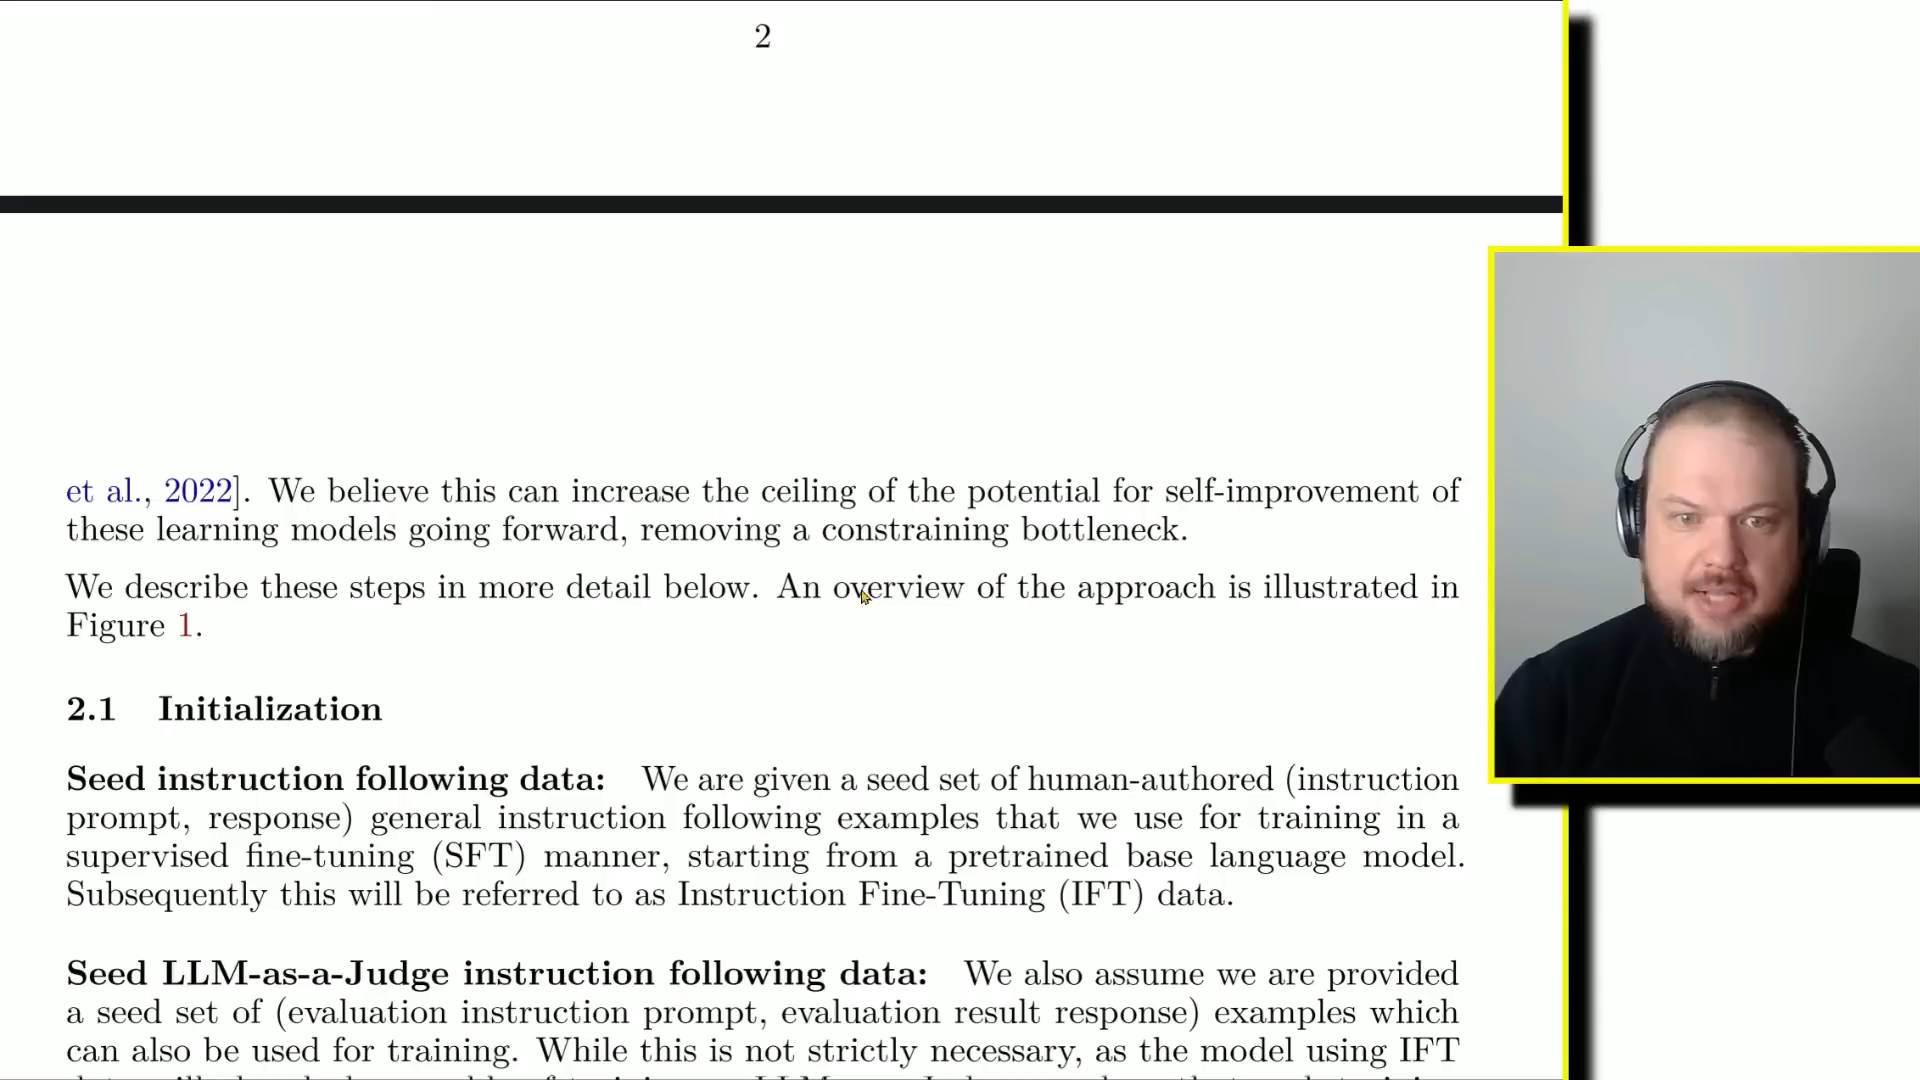 2
et al., 2022]. We believe this can increase the ceiling of the potential for self-improvement of
these learning models going forward, removing a constraining bottleneck.
We describe these steps in more detail below. An overview of the approach is illustrated in
Figure 1.
2.1 Initialization
Seed instruction following data: We are given a seed set of human-authored (instruction
prompt, response) general instruction following examples that we use for training in a
supervised fine-tuning (SFT) manner, starting from a pretrained base language model.
Subsequently this will be referred to as Instruction Fine-Tuning (IFT) data.
Seed LLM-as-a-Judge instruction following data: We also assume we are provided
a seed set of (evaluation instruction prompt, evaluation result response) examples which
can also be used for training. While this is not strictly necessary, as the model using IFT